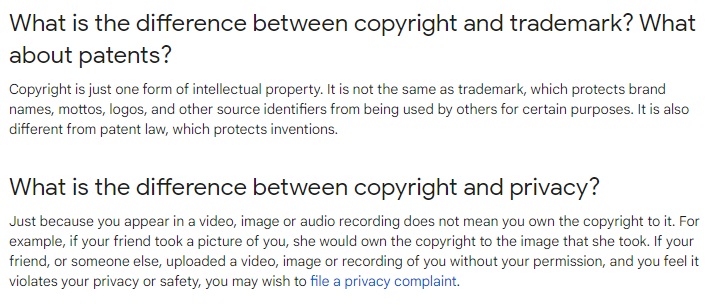 What is the difference between copyright and trademark? What
about patents?
Copyright is just one form of intellectual property. It is not the same as trademark, which protects brand
names, mottos, logos, and other source identifiers from being used by others for certain purposes. It is also
different from patent law, which protects inventions.
What is the difference between copyright and privacy?
Just because you appear in a video, image or audio recording does not mean you own the copyright to it. For
example, if your friend took a picture of you, she would own the copyright to the image that she took. If your
friend, or someone else, uploaded a video, image or recording of you without your permission, and you feel it
violates your privacy or safety, you may wish to file a privacy complaint.